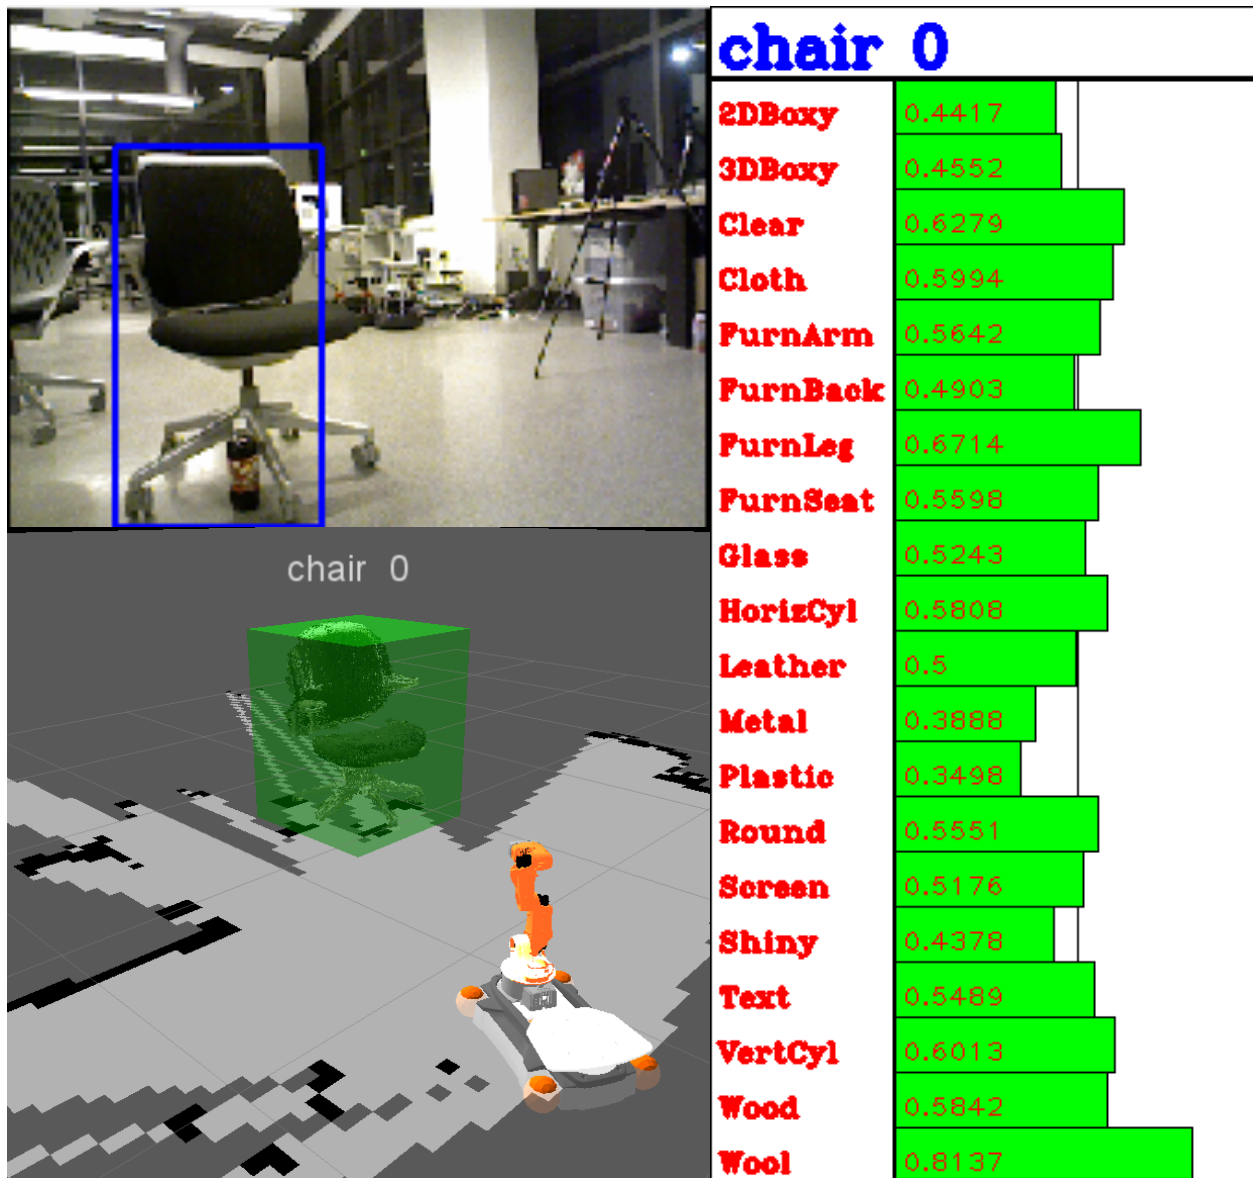 chair 0
2DBoxy 0.4417
3DBoxy 0.4552
Clear 0.6279
Cloth 0.5994
FurnArm 0.5642
FurnBack 0.4903
FurnLeg 0.6714
FurnSeat 0.5598
Glass 0.5243
HorizCyl 0.5808
Leather 0.5
Metal 0.3888
Plastic 0.3498
Round 0.5551
Screen 0.5176
Shiny 0.4378
Text 0.5489
VertCyl 0.6013
Wood 0.5842
Wool 0.8137
chair 0